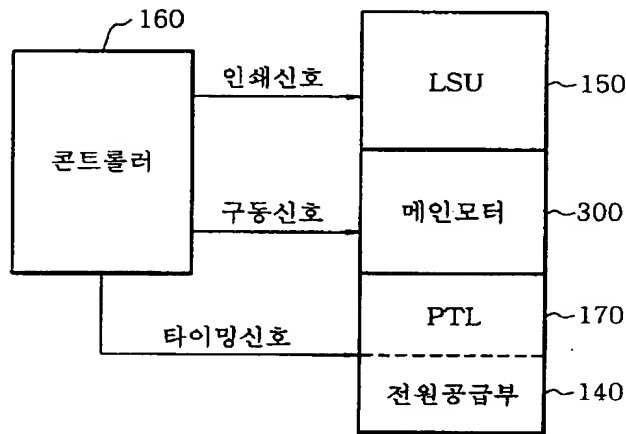 160
콘트롤러
인쇄신호
구동신호
타이밍신호
LSU
150
메인모터
300
PTL
170
전원공급부
140